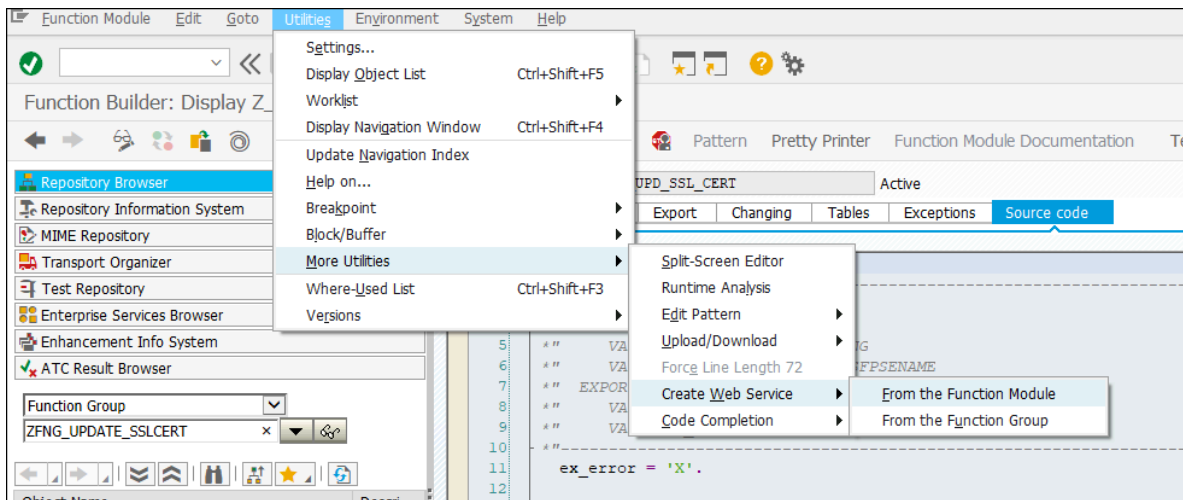 Function Module Edit Goto Utilities Environment System Help
Function Builder: Display Z_
Pattern Pretty Printer Function Module Documentation
Settings...
Display Object List Ctrl+Shift+F5
Worklist
Display Navigation Window Ctrl+Shift+F4
Update Navigation Index
Help on...
Breakpoint
Block/Buffer
More Utilities
Where-Used List Ctrl+Shift+F3
Versions
Repository Browser
Repository Information System
MIME Repository
Transport Organizer
Test Repository
Enterprise Services Browser
Enhancement Info System
ATC Result Browser
Function Group
ZFNG_UPDATE_SSLCERT
UPD_SSL_CERT Active
Export Changing Tables Exceptions Source code
Split-Screen Editor
Runtime Analysis
Edit Pattern
Upload/Download
Force Line Length 72
Create Web Service
Code Completion
From the Function Module
From the Function Group
5 *" VA
6 *" VA FPSENAME
7 *" EXPOR
8 *" VA
9 *" VA
10 *"
11 ex_error = 'X'.
12